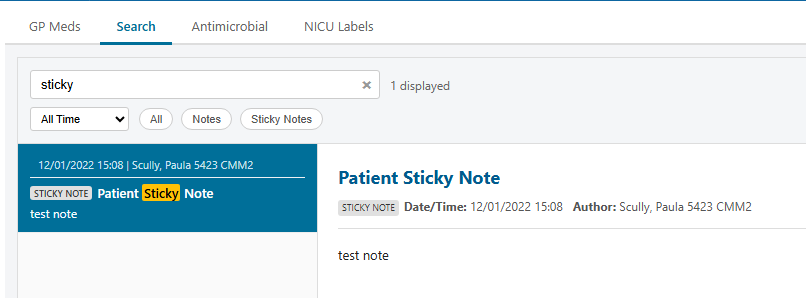 GP Meds Search Antimicrobial NICU Labels
sticky × 1 displayed
All Time All Notes Sticky Notes
12/01/2022 15:08 | Scully, Paula 5423 CMM2
STICKY NOTE Patient Sticky Note
test note
Patient Sticky Note
STICKY NOTE Date/Time: 12/01/2022 15:08 Author: Scully, Paula 5423 CMM2
test note